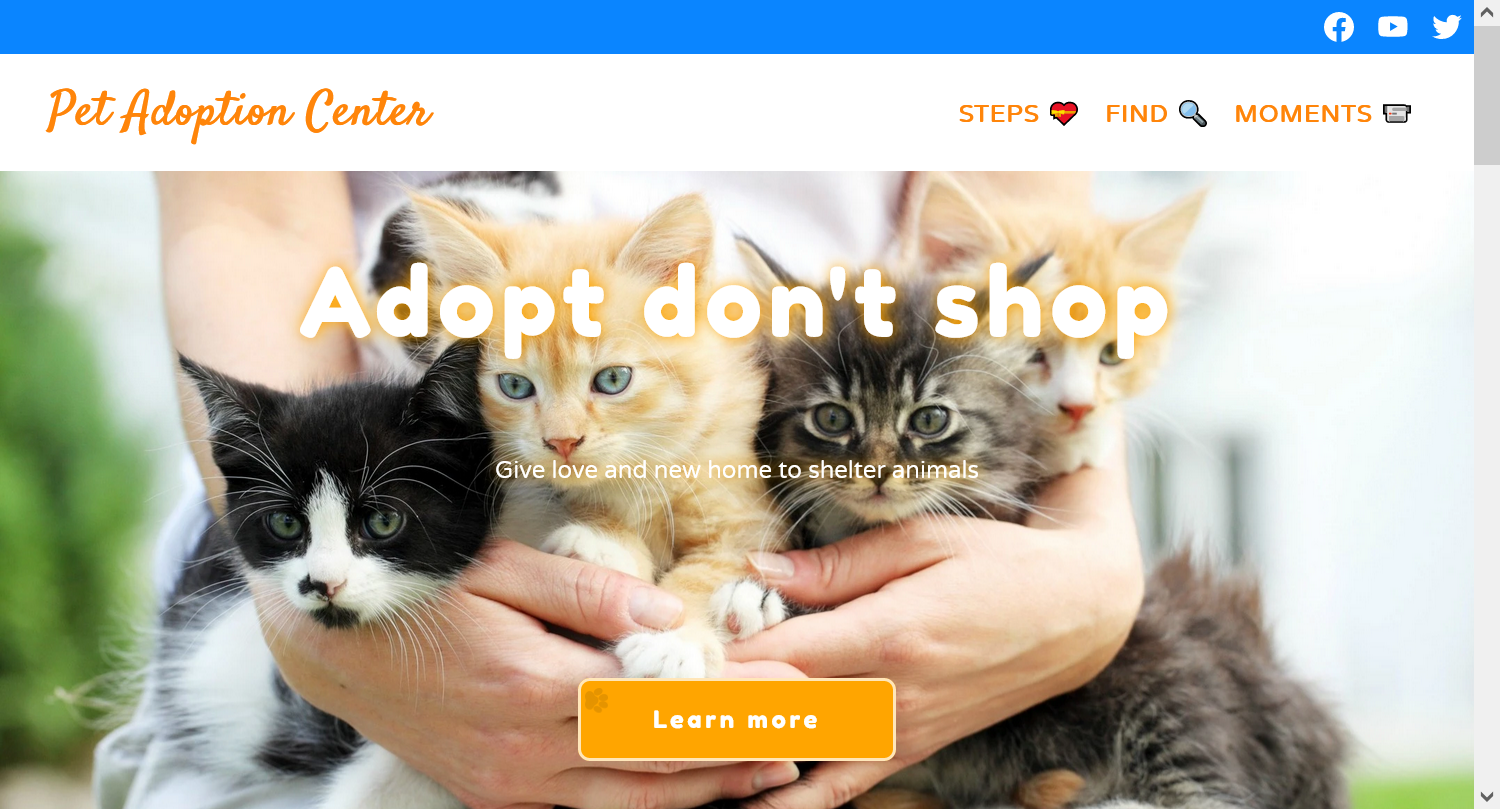 Pet Adoption Center
STEPS FIND MOMENTS
Adopt don't shop
Give love and new home to shelter animals
Learn more